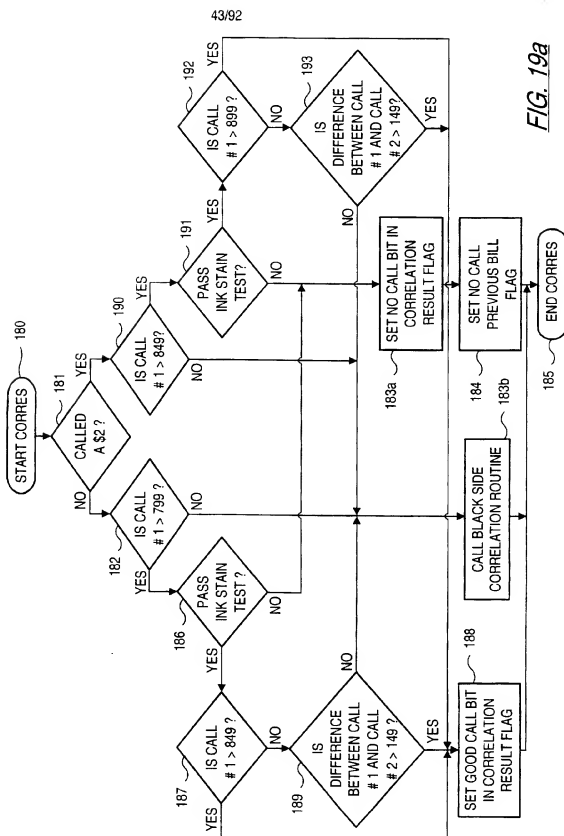 43/92
START CORRES
180
CALLED
A $2 ?
181
NO
YES
IS CALL
# 1 > 799 ?
182
YES
NO
IS CALL
# 1 > 849?
190
YES
NO
PASS
INK STAIN
TEST ?
186
YES
NO
PASS
INK STAIN
TEST?
191
YES
NO
IS CALL
# 1 > 899 ?
192
YES
NO
IS CALL
# 1 > 849 ?
187
YES
NO
IS
DIFFERENCE
BETWEEN CALL
# 1 AND CALL
# 2 > 149 ?
189
NO
YES
IS
DIFFERENCE
BETWEEN CALL
# 1 AND CALL
# 2 > 149?
193
NO
YES
SET NO CALL BIT IN
CORRELATION
RESULT FLAG
183a
SET NO CALL
PREVIOUS BILL
FLAG
184
SET GOOD CALL BIT
IN CORRELATION
RESULT FLAG
188
CALL BLACK SIDE
CORRELATION ROUTINE
183b
END CORRES
185
FIG. 19a